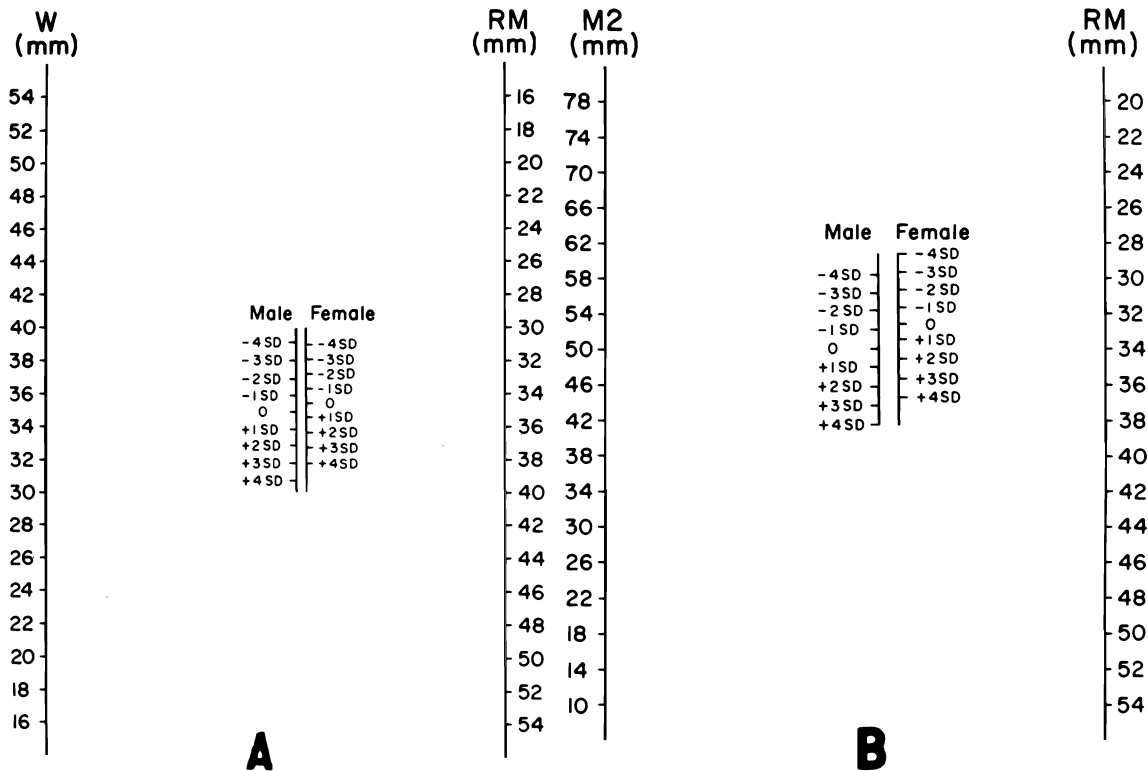 W
(mm)
54
52
50
48
46
44
42
40
38
36
34
32
30
28
26
24
22
20
18
16
Male Female
-4SD -4SD
-3SD -3SD
-2SD -2SD
-1SD -1SD
0 0
+1SD +1SD
+2SD +2SD
+3SD +3SD
+4SD +4SD
RM
(mm)
16
18
20
22
24
26
28
30
32
34
36
38
40
42
44
46
48
50
52
54
A
M2
(mm)
78
74
70
66
62
58
54
50
46
42
38
34
30
26
22
18
14
10
Male Female
-4SD
-3SD
-2SD
-1SD
0
+1SD
+2SD
+3SD
+4SD
-4SD
-3SD
-2SD
-1SD
0
+1SD
+2SD
+3SD
+4SD
RM
(mm)
20
22
24
26
28
30
32
34
36
38
40
42
44
46
48
50
52
54
B